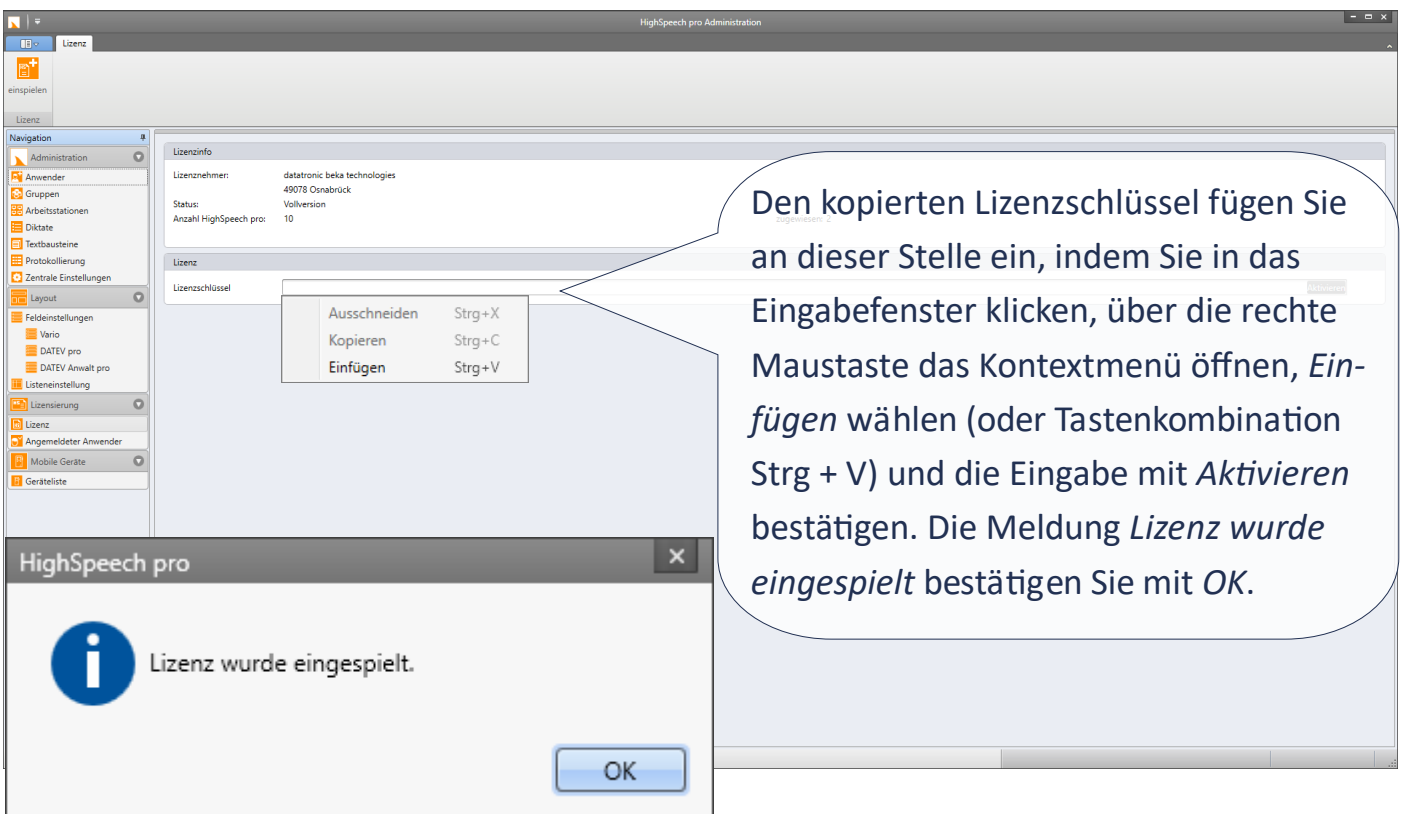 HighSpeech pro Administration
Lizenz
einspielen
Lizenz
Navigation
Administration
Anwender
Gruppen
Arbeitsstationen
Diktate
Textbausteine
Protokollierung
Zentrale Einstellungen
Layout
Feldeinstellungen
Vario
DATEV pro
DATEV Anwalt pro
Listeneinstellung
Lizensierung
Lizenz
Angemeldeter Anwender
Mobile Geräte
Geräteliste
Lizenzinfo
Lizenznehmer: datatronic beka technologies
49078 Osnabrück
Status: Vollversion
Anzahl HighSpeech pro: 10 zugewiesen: 2
Lizenz
Lizenzschlüssel Aktivieren
Ausschneiden Strg+X
Kopieren Strg+C
Einfügen Strg+V
Den kopierten Lizenzschlüssel fügen Sie
an dieser Stelle ein, indem Sie in das
Eingabefenster klicken, über die rechte
Maustaste das Kontextmenü öffnen, Ein-
fügen wählen (oder Tastenkombination
Strg + V) und die Eingabe mit Aktivieren
bestätigen. Die Meldung Lizenz wurde
eingespielt bestätigen Sie mit OK.
HighSpeech pro
Lizenz wurde eingespielt.
OK